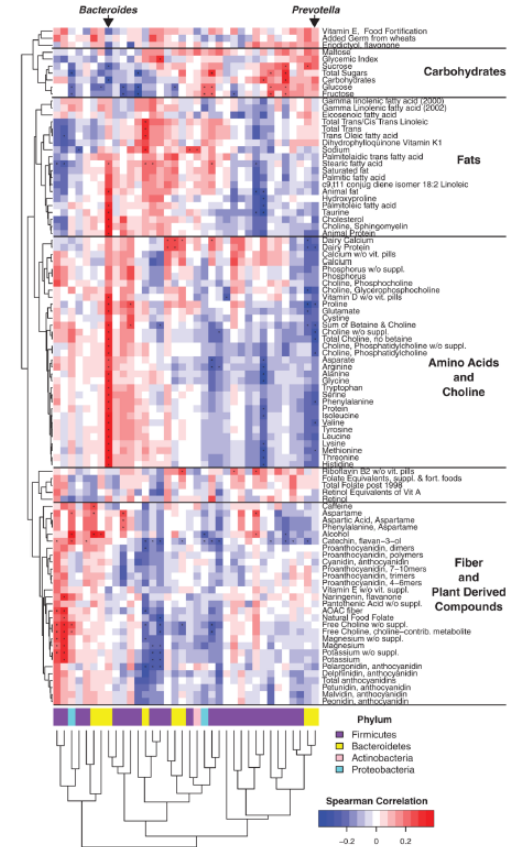 Bacteroides
Prevotella
Vitamin E, Food Fortification
Added Germ from wheats
Eriodictyol, flavonone
Maltose
Glycemic Index
Sucrose
Total Sugars
Carbohydrates
Glucose
Fructose
Carbohydrates
Gamma linolenic fatty acid (2000)
Gamma Linolenic fatty acid (2002)
Eicosenoic fatty acid
Total Trans/Cis Trans Linoleic
Total Trans
Trans Oleic fatty acid
Dihydrophylloquinone Vitamin K1
Sodium
Palmitelaidic trans fatty acid
Stearic fatty acid
Saturated fat
Palmitic fatty acid
c9,t11 conjug diene isomer 18:2 Linoleic
Animal fat
Hydroxyproline
Palmitoleic fatty acid
Taurine
Cholesterol
Choline, Sphingomyelin
Animal Protein
Fats
Dairy Calcium
Dairy Protein
Calcium w/o vit. pills
Calcium
Phosphorus w/o suppl.
Phosphorus
Choline, Phosphocholine
Choline, Glycerophosphocholine
Vitamin D w/o vit. pills
Proline
Glutamate
Cystine
Sum of Betaine & Choline
Choline w/o suppl.
Total Choline, no betaine
Choline, Phosphatidylcholine w/o suppl.
Choline, Phosphatidylcholine
Asparate
Arginine
Alanine
Glycine
Tryptophan
Serine
Phenylalanine
Protein
Isoleucine
Valine
Tyrosine
Leucine
Lysine
Methionine
Threonine
Histidine
Amino Acids
and
Choline
Riboflavin B2 w/o vit. pills
Folate Equivalents, suppl. & fort. foods
Total Folate post 1998
Retinol Equivalents of Vit A
Retinol
Caffeine
Aspartame
Aspartic Acid, Aspartame
Phenylalanine, Aspartame
Alcohol
Catechin, flavan-3-ol
Proanthocyanidin, dimers
Proanthocyanidin, polymers
Cyanidin, anthocyanidin
Proanthocyanidin, 7-10mers
Proanthocyanidin, trimers
Proanthocyanidin, 4-6mers
Vitamin E w/o vit. suppl.
Naringenin, flavanone
Pantothenic Acid w/o suppl.
AOAC fiber
Natural Food Folate
Free Choline w/o suppl.
Free Choline, choline-contrib. metabolite
Magnesium w/o suppl.
Magnesium
Potassium w/o suppl.
Potassium
Pelargonidin, anthocyanidin
Delphinidin, anthocyanidin
Total anthocyanidins
Petunidin, anthocyanidin
Malvidin, anthocyanidin
Peonidin, anthocyanidin
Fiber
and
Plant Derived
Compounds
Phylum
Firmicutes
Bacteroidetes
Actinobacteria
Proteobacteria
Spearman Correlation
-0.2 0 0.2